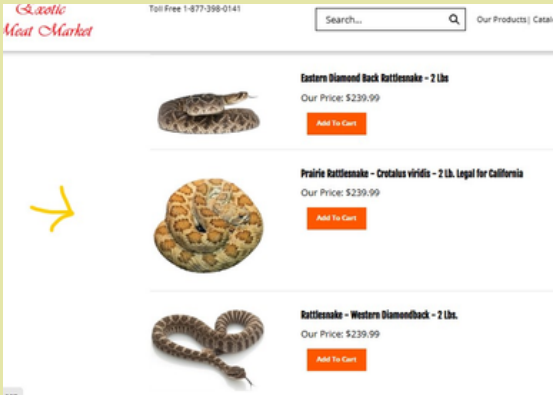 Exotic
Meat Market
Toll Free 1-877-398-0141
Search...
Our Products| Catal
Eastern Diamond Back Rattlesnake - 2 Lbs
Our Price: $239.99
Add To Cart
Prairie Rattlesnake - Crotalus viridis - 2 Lb. Legal for California
Our Price: $239.99
Add To Cart
Rattlesnake - Western Diamondback - 2 Lbs.
Our Price: $239.99
Add To Cart